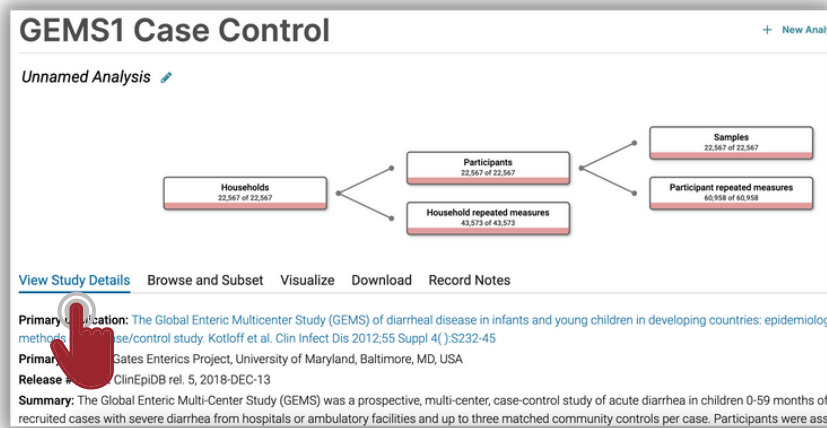 GEMS1 Case Control
+ New Analy
Unnamed Analysis
Samples
22,567 of 22,567
Participants
22,567 of 22,567
Households
22,567 of 22,567
Participant repeated measures
60,958 of 60,958
Household repeated measures
43,573 of 43,573
View Study Details Browse and Subset Visualize Download Record Notes
Primary ication: The Global Enteric Multicenter Study (GEMS) of diarrheal disease in infants and young children in developing countries: epidemiolog
methods se/control study. Kotloff et al. Clin Infect Dis 2012;55 Suppl 4( ):S232-45
Primar Gates Enterics Project, University of Maryland, Baltimore, MD, USA
Release # ClinEpiDB rel. 5, 2018-DEC-13
Summary: The Global Enteric Multi-Center Study (GEMS) was a prospective, multi-center, case-control study of acute diarrhea in children 0-59 months of
recruited cases with severe diarrhea from hospitals or ambulatory facilities and up to three matched community controls per case. Participants were ass